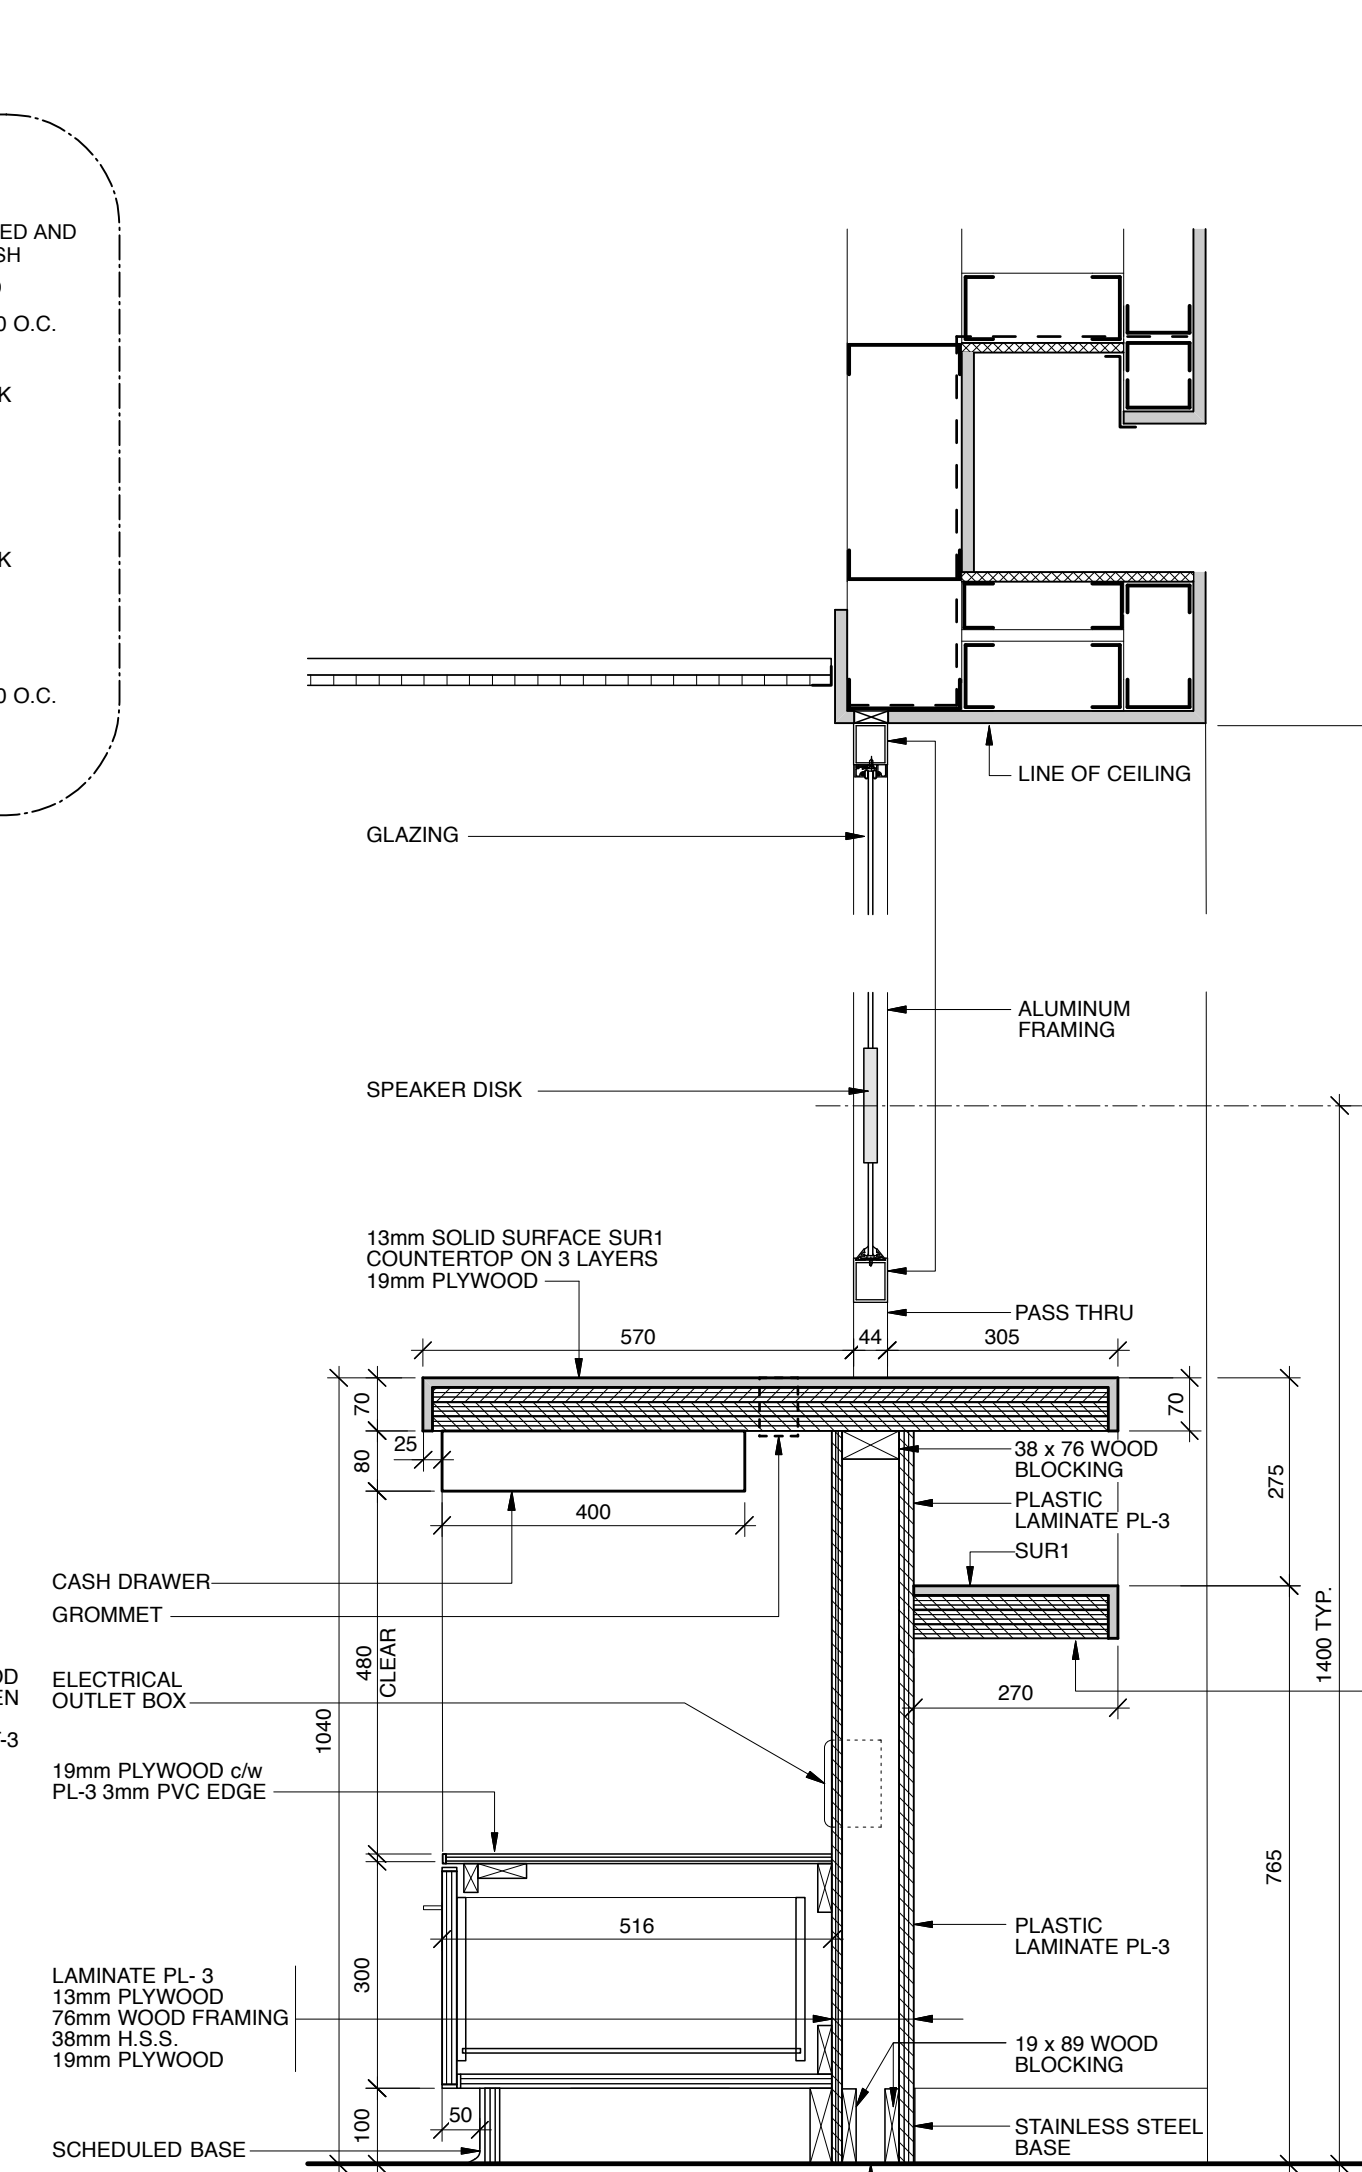 ED AND
SH
0 O.C.
K
K
0 O.C.
LINE OF CEILING
GLAZING
ALUMINUM
FRAMING
SPEAKER DISK
13mm SOLID SURFACE SUR1
COUNTERTOP ON 3 LAYERS
19mm PLYWOOD
PASS THRU
570
44
305
70
70
25
80
38 x 76 WOOD
BLOCKING
275
400
PLASTIC
LAMINATE PL-3
SUR1
CASH DRAWER
GROMMET
480
CLEAR
1400 TYP.
OD
EN
-3
ELECTRICAL
OUTLET BOX
270
1040
19mm PLYWOOD c/w
PL-3 3mm PVC EDGE
765
516
PLASTIC
LAMINATE PL-3
300
LAMINATE PL- 3
13mm PLYWOOD
76mm WOOD FRAMING
38mm H.S.S.
19mm PLYWOOD
19 x 89 WOOD
BLOCKING
50
100
STAINLESS STEEL
BASE
SCHEDULED BASE